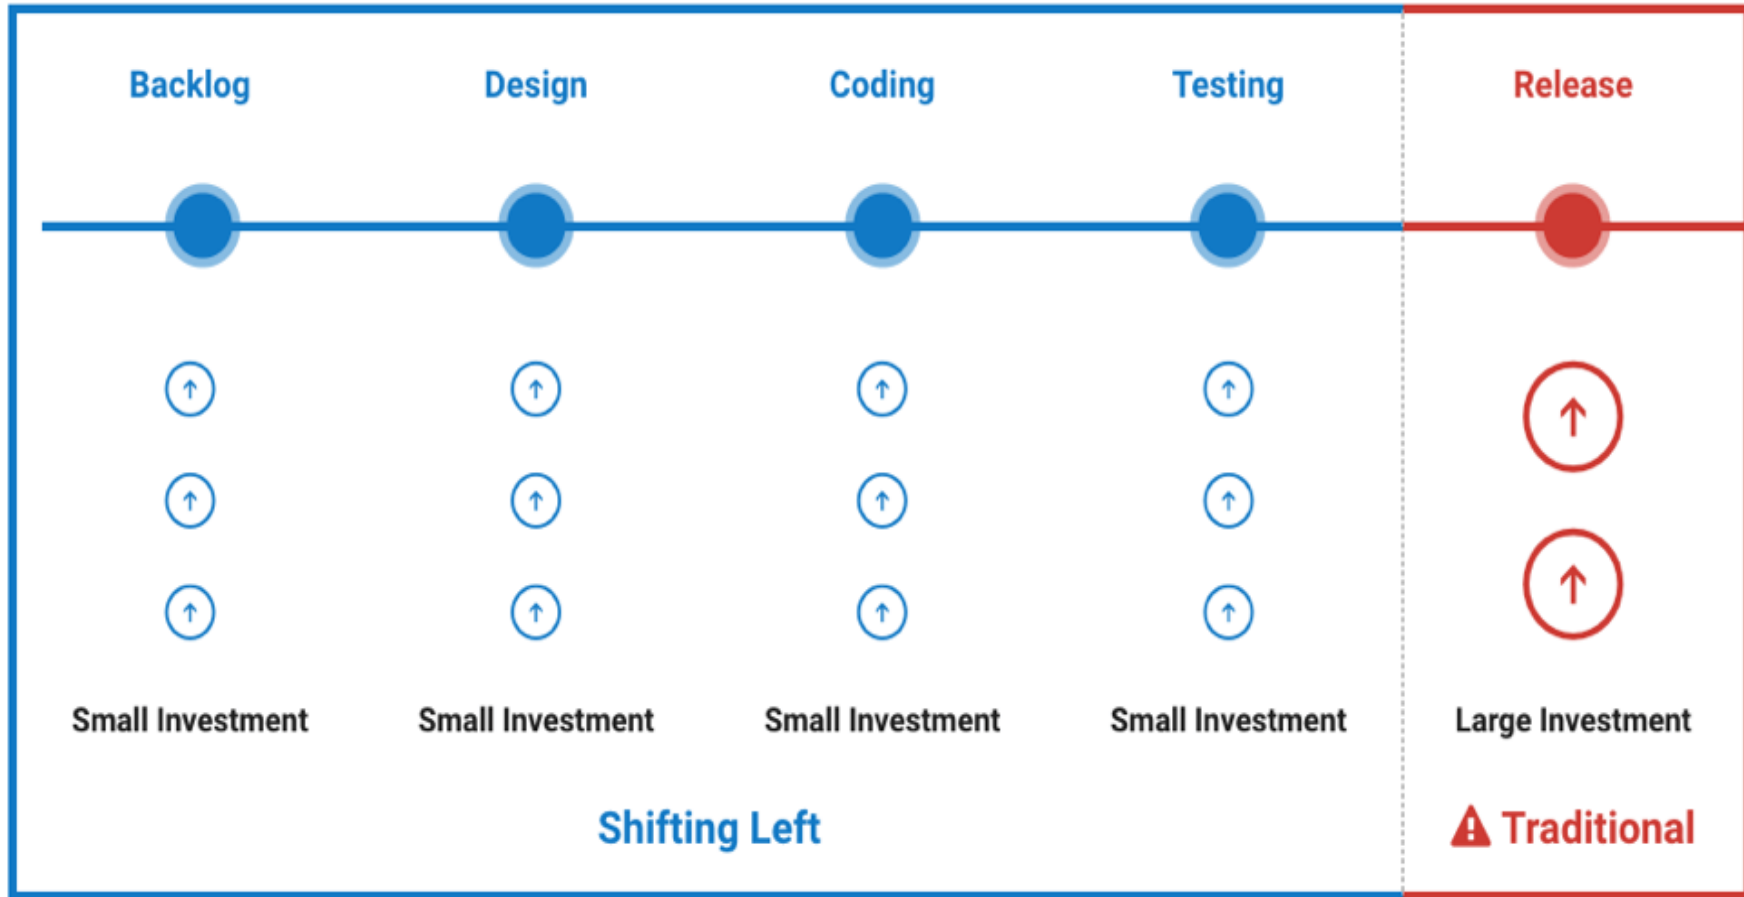 Backlog
Design
Coding
Testing
Release
Small Investment
Small Investment
Small Investment
Small Investment
Large Investment
Shifting Left
Traditional